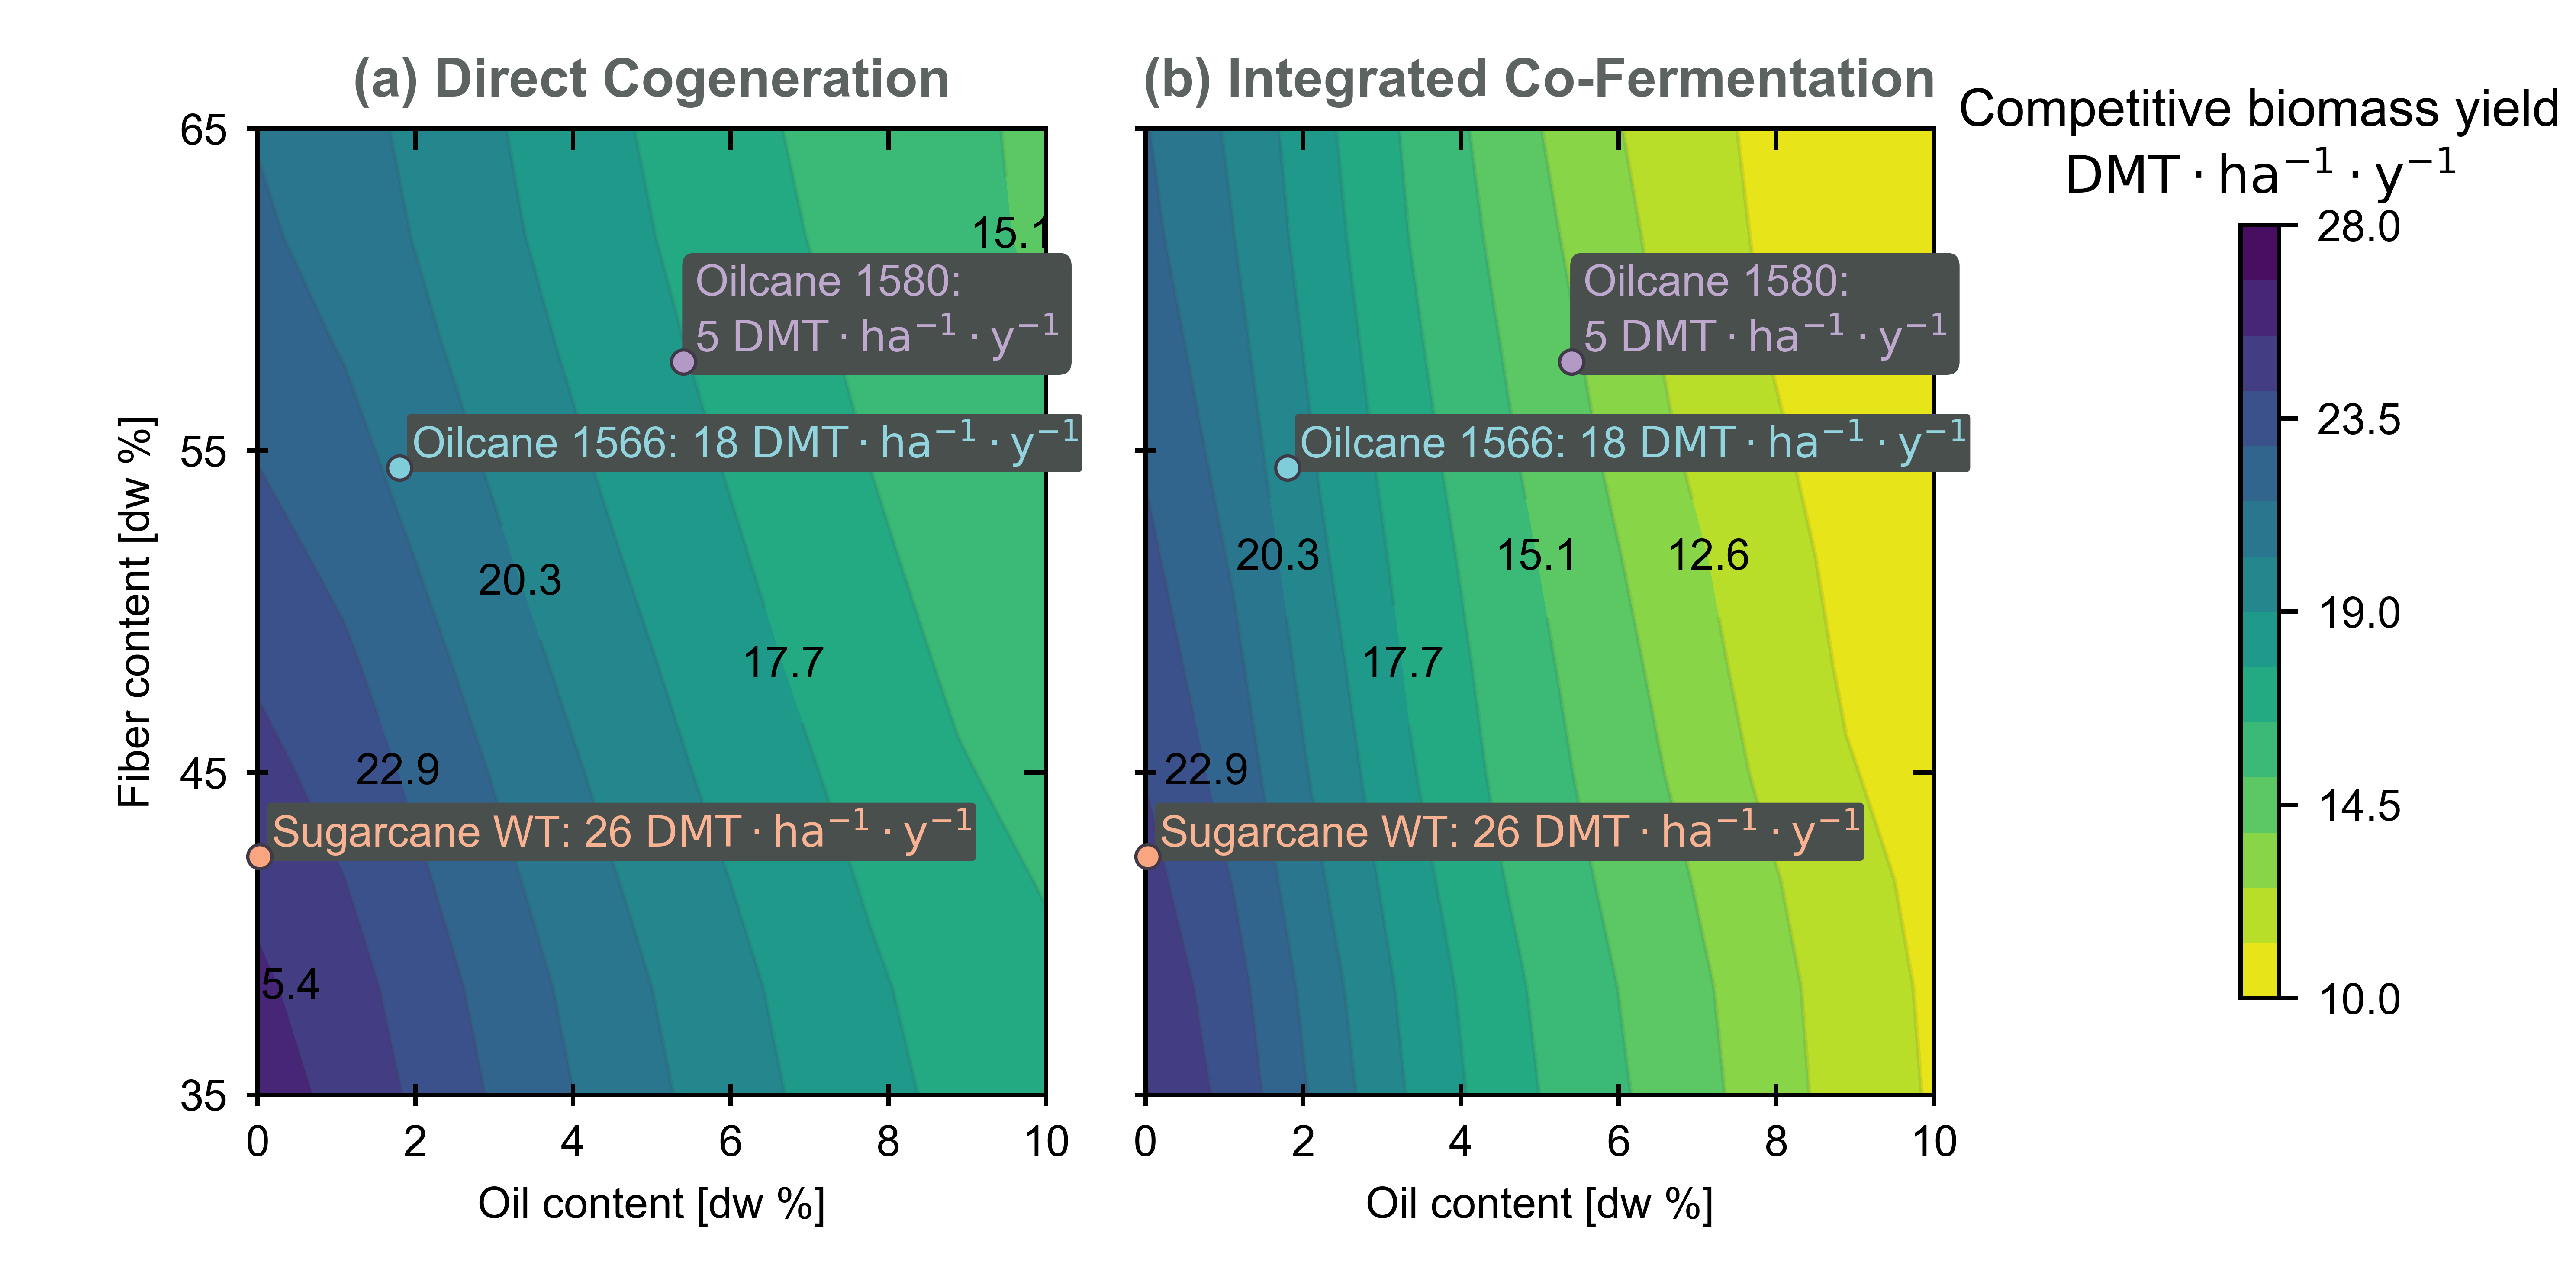 (a) Direct Cogeneration
(b) Integrated Co-Fermentation
Competitive biomass yield
DMT · ha⁻¹ · y⁻¹
65
55
45
35
Fiber content [dw %]
15.1
Oilcane 1580:
5 DMT · ha⁻¹ · y⁻¹
Oilcane 1566: 18 DMT · ha⁻¹ · y⁻¹
20.3
17.7
22.9
Sugarcane WT: 26 DMT · ha⁻¹ · y⁻¹
5.4
0 2 4 6 8 10
Oil content [dw %]
Oilcane 1580:
5 DMT · ha⁻¹ · y⁻¹
Oilcane 1566: 18 DMT · ha⁻¹ · y⁻¹
20.3 15.1 12.6
17.7
22.9
Sugarcane WT: 26 DMT · ha⁻¹ · y⁻¹
0 2 4 6 8 10
Oil content [dw %]
28.0
23.5
19.0
14.5
10.0